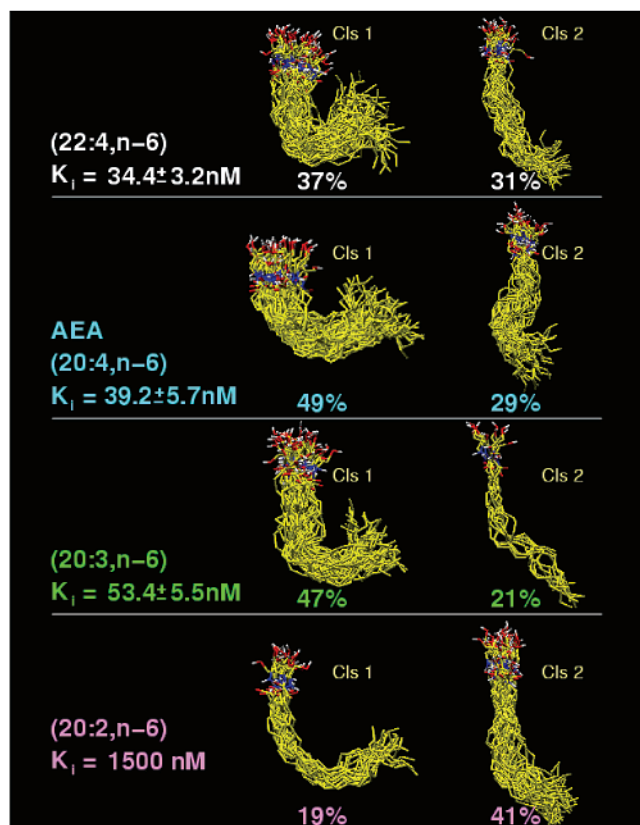 Cls 1 Cls 2
(22:4,n-6)
Ki = 34.4±3.2nM
37% 31%
Cls 1 Cls 2
AEA
(20:4,n-6)
Ki = 39.2±5.7nM
49% 29%
Cls 1 Cls 2
(20:3,n-6)
Ki = 53.4±5.5nM
47% 21%
Cls 1 Cls 2
(20:2,n-6)
Ki = 1500 nM
19% 41%